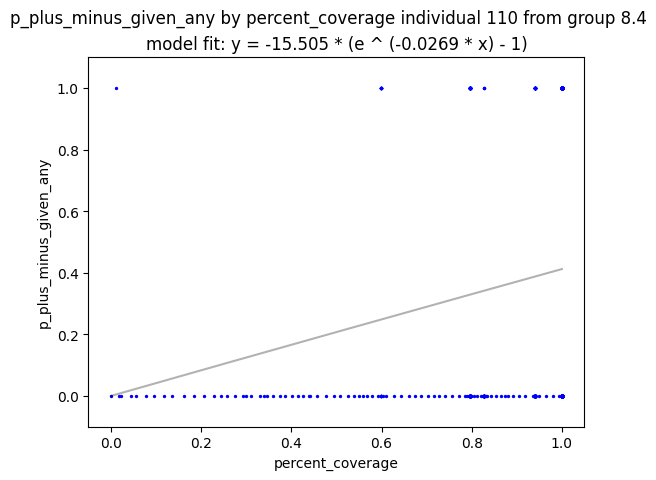 p_plus_minus_given_any by percent_coverage individual 110 from group 8.4
model fit: y = -15.505 * (e ^ (-0.0269 * x) - 1)
1.0
0.8
0.6
0.4
0.2
0.0
p_plus_minus_given_any
0.0 0.2 0.4 0.6 0.8 1.0
percent_coverage